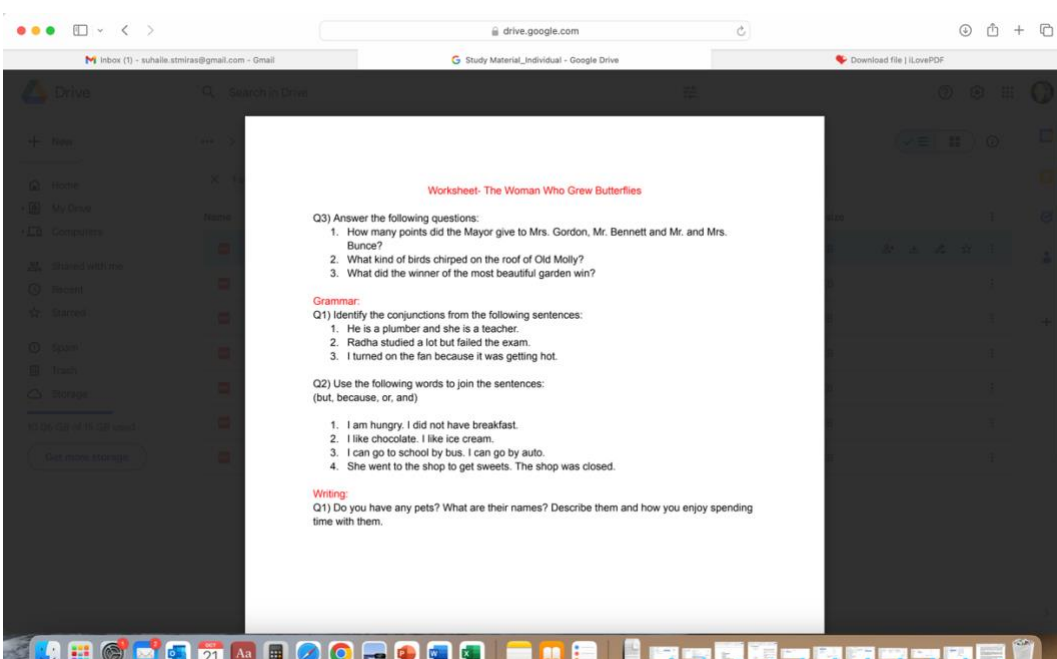 drive.google.com
Inbox (1) - suhaile.stmiras@gmail.com - Gmail
Study Material_Individual - Google Drive
Download file | iLovePDF
Drive
Search in Drive
New
Home
My Drive
Name
Computers
Shared with me
Recent
Starred
Spam
Trash
Storage
Get more storage
Worksheet- The Woman Who Grew Butterflies
Q3) Answer the following questions:
1. How many points did the Mayor give to Mrs. Gordon, Mr. Bennett and Mr. and Mrs.
Bunce?
2. What kind of birds chirped on the roof of Old Molly?
3. What did the winner of the most beautiful garden win?
Grammar:
Q1) Identify the conjunctions from the following sentences:
1. He is a plumber and she is a teacher.
2. Radha studied a lot but failed the exam.
3. I turned on the fan because it was getting hot.
Q2) Use the following words to join the sentences:
(but, because, or, and)
1. I am hungry. I did not have breakfast.
2. I like chocolate. I like ice cream.
3. I can go to school by bus. I can go by auto.
4. She went to the shop to get sweets. The shop was closed.
Writing:
Q1) Do you have any pets? What are their names? Describe them and how you enjoy spending
time with them.
OCT
21
Aa